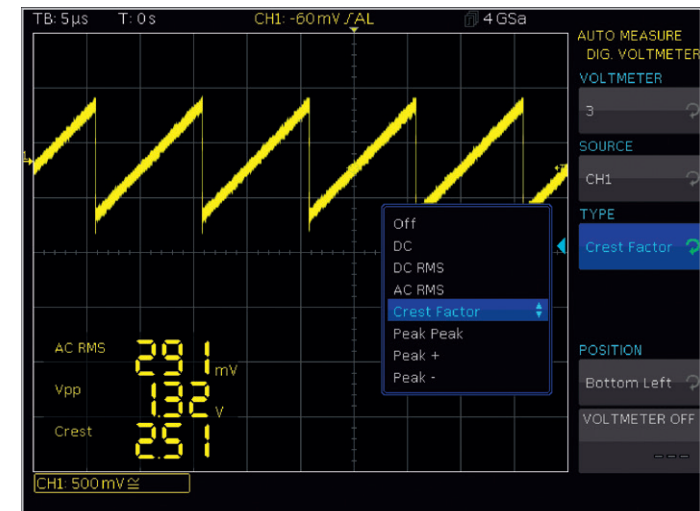 TB: 5 µs T: 0 s CH1: -60 mV AL 4 GSa
AUTO MEASURE
DIG. VOLTMETER
VOLTMETER
3
SOURCE
CH1
TYPE
Crest Factor
POSITION
Bottom Left
VOLTMETER OFF
---
Off
DC
DC RMS
AC RMS
Crest Factor
Peak Peak
Peak +
Peak -
AC RMS 291 mV
Vpp 1.32 V
Crest 2.51
CH1: 500 mV ≅